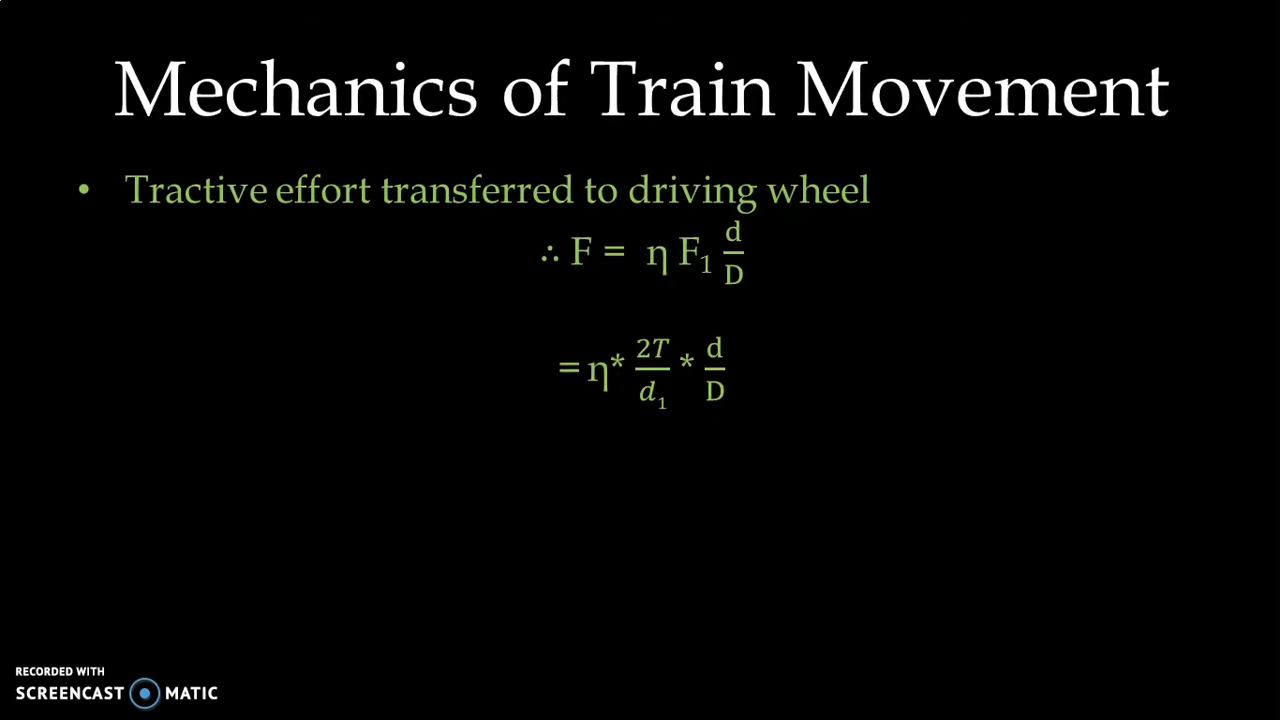 Mechanics of Train Movement
• Tractive effort transferred to driving wheel
∴ F = η F₁ d/D
= η* 2T/d₁ * d/D
RECORDED WITH
SCREENCAST MATIC